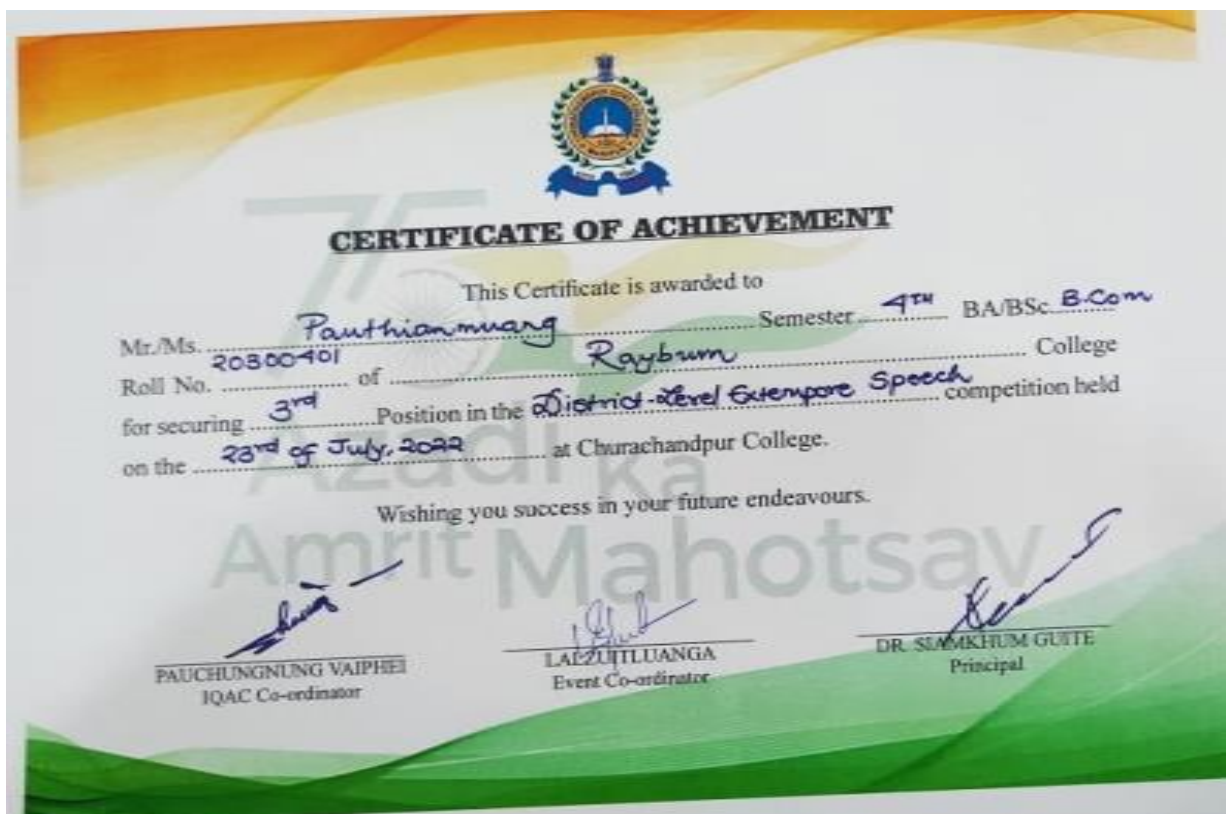 CERTIFICATE OF ACHIEVEMENT
This Certificate is awarded to
Mr./Ms. Pauthianmuang Semester 4TH BA/BSc B.Com
Roll No. 20300401 of Rayburn College
for securing 3rd Position in the District-Level Extempore Speech competition held
on the 23rd of July, 2022 at Churachandpur College.
Wishing you success in your future endeavours.
75
Azadi Ka
Amrit Mahotsav
PAUCHUNGNUNG VAIPHEI
IQAC Co-ordinator
LALZUITLUANGA
Event Co-ordinator
DR. SIAMKHUM GUITE
Principal